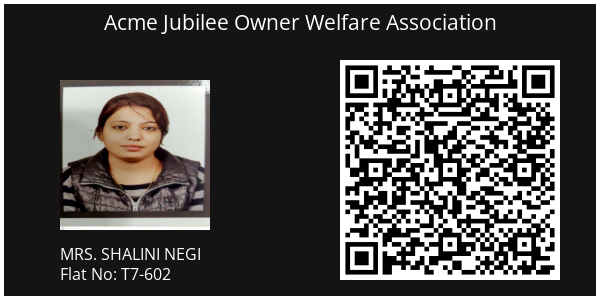 Acme Jubilee Owner Welfare Association
MRS. SHALINI NEGI
Flat No: T7-602